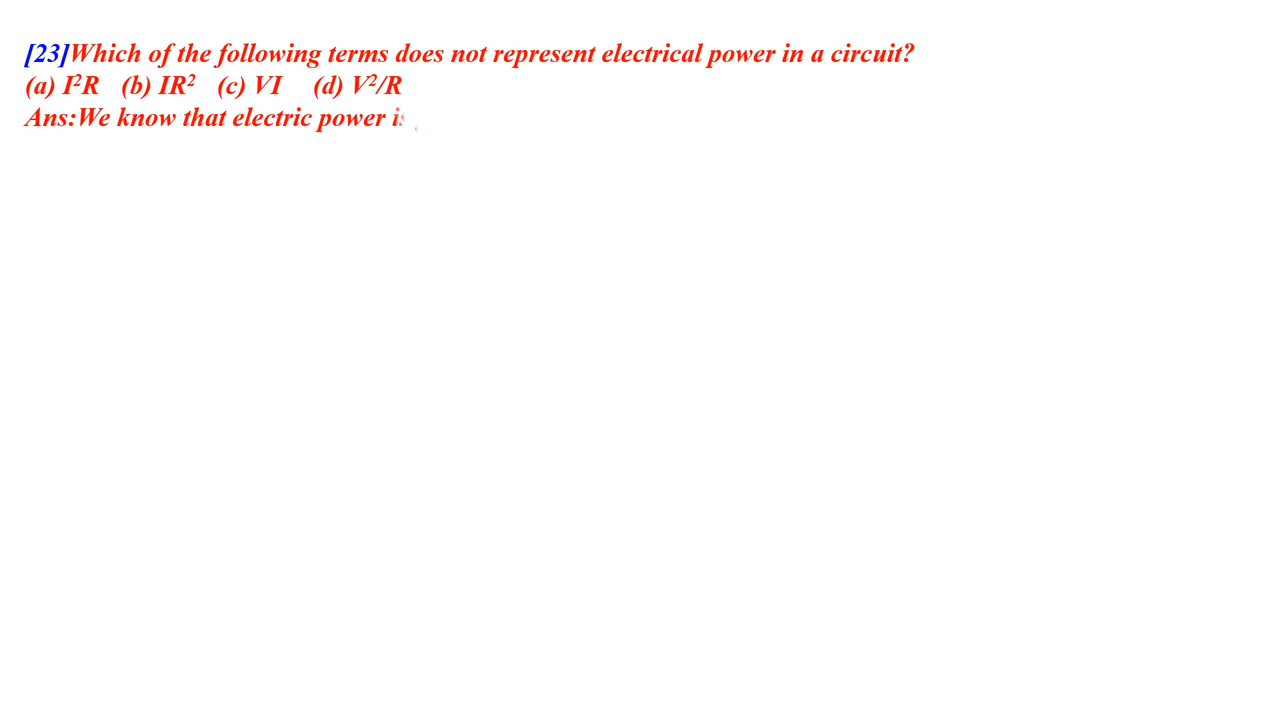 [23]Which of the following terms does not represent electrical power in a circuit?
(a) I²R (b) IR² (c) VI (d) V²/R
Ans:We know that electric power is